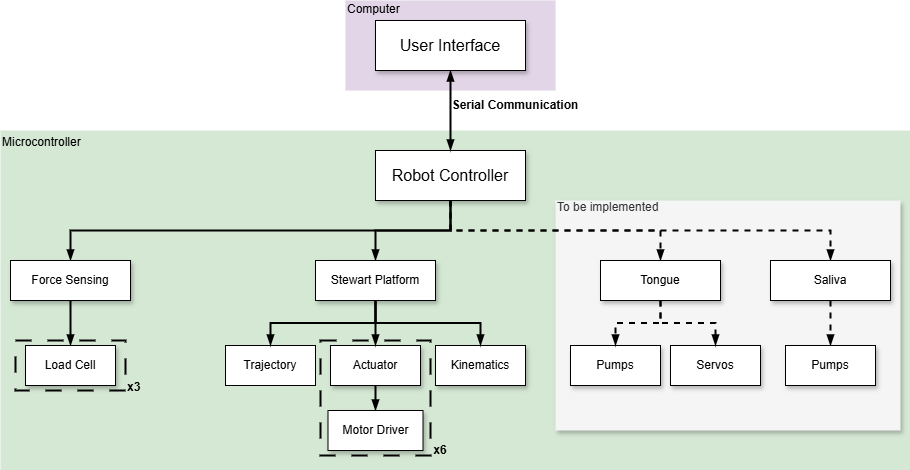 Computer
User Interface
Serial Communication
Microcontroller
Robot Controller
To be implemented
Force Sensing
Stewart Platform
Tongue
Saliva
Load Cell
x3
Trajectory
Actuator
Kinematics
Pumps
Servos
Pumps
Motor Driver
x6